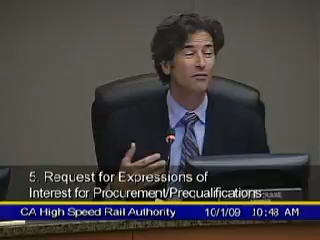 5. Request for Expressions of
Interest for Procurement/Prequalifications
CA High Speed Rail Authority 10/1/09 10:48 AM